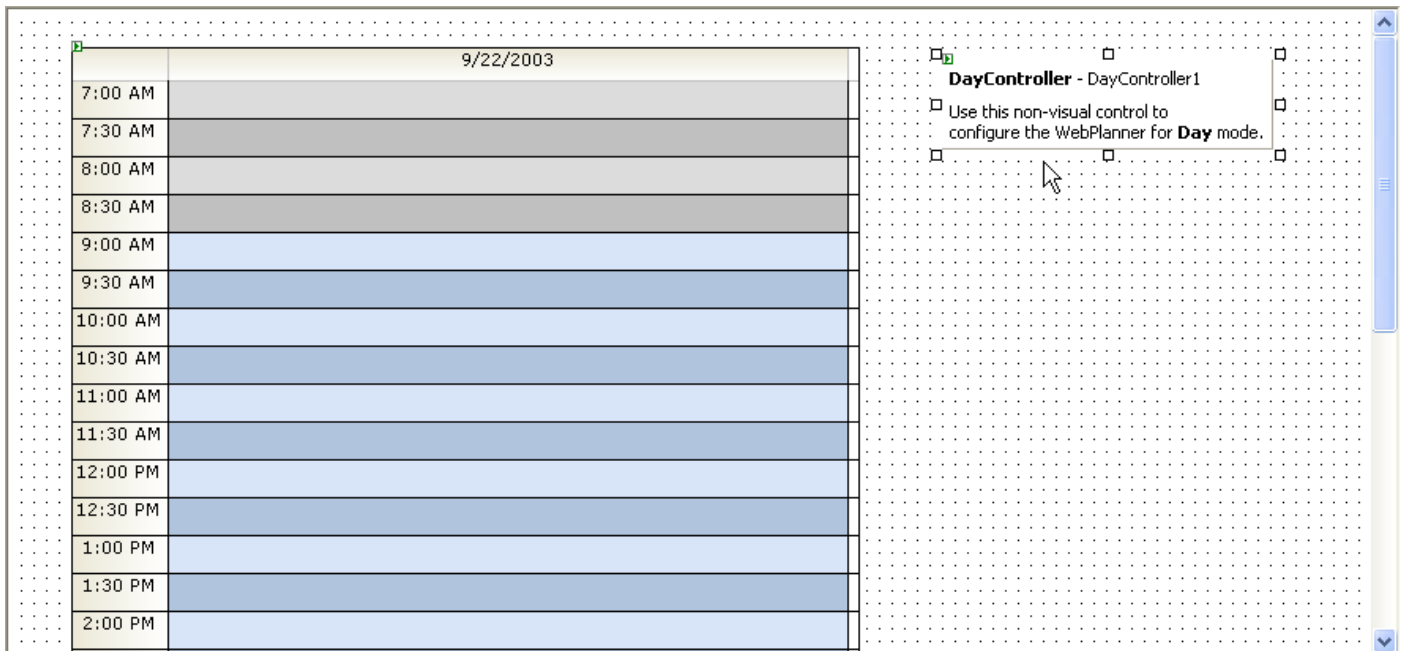 9/22/2003
7:00 AM
7:30 AM
8:00 AM
8:30 AM
9:00 AM
9:30 AM
10:00 AM
10:30 AM
11:00 AM
11:30 AM
12:00 PM
12:30 PM
1:00 PM
1:30 PM
2:00 PM
DayController - DayController1
Use this non-visual control to
configure the WebPlanner for Day mode.